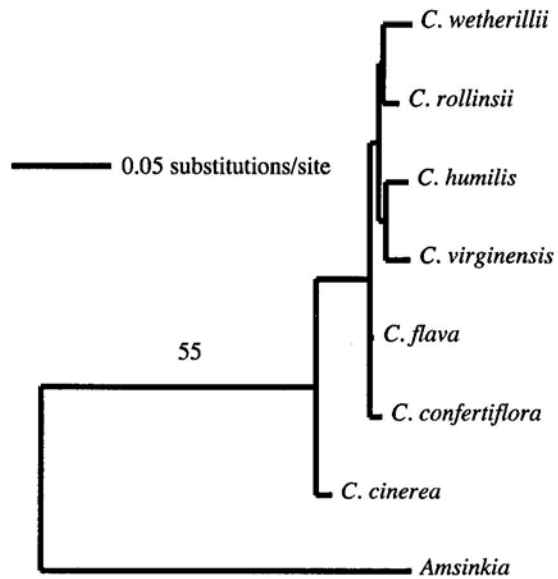 C. wetherillii
C. rollinsii
0.05 substitutions/site
C. humilis
C. virginensis
C. flava
55
C. confertiflora
C. cinerea
Amsinkia